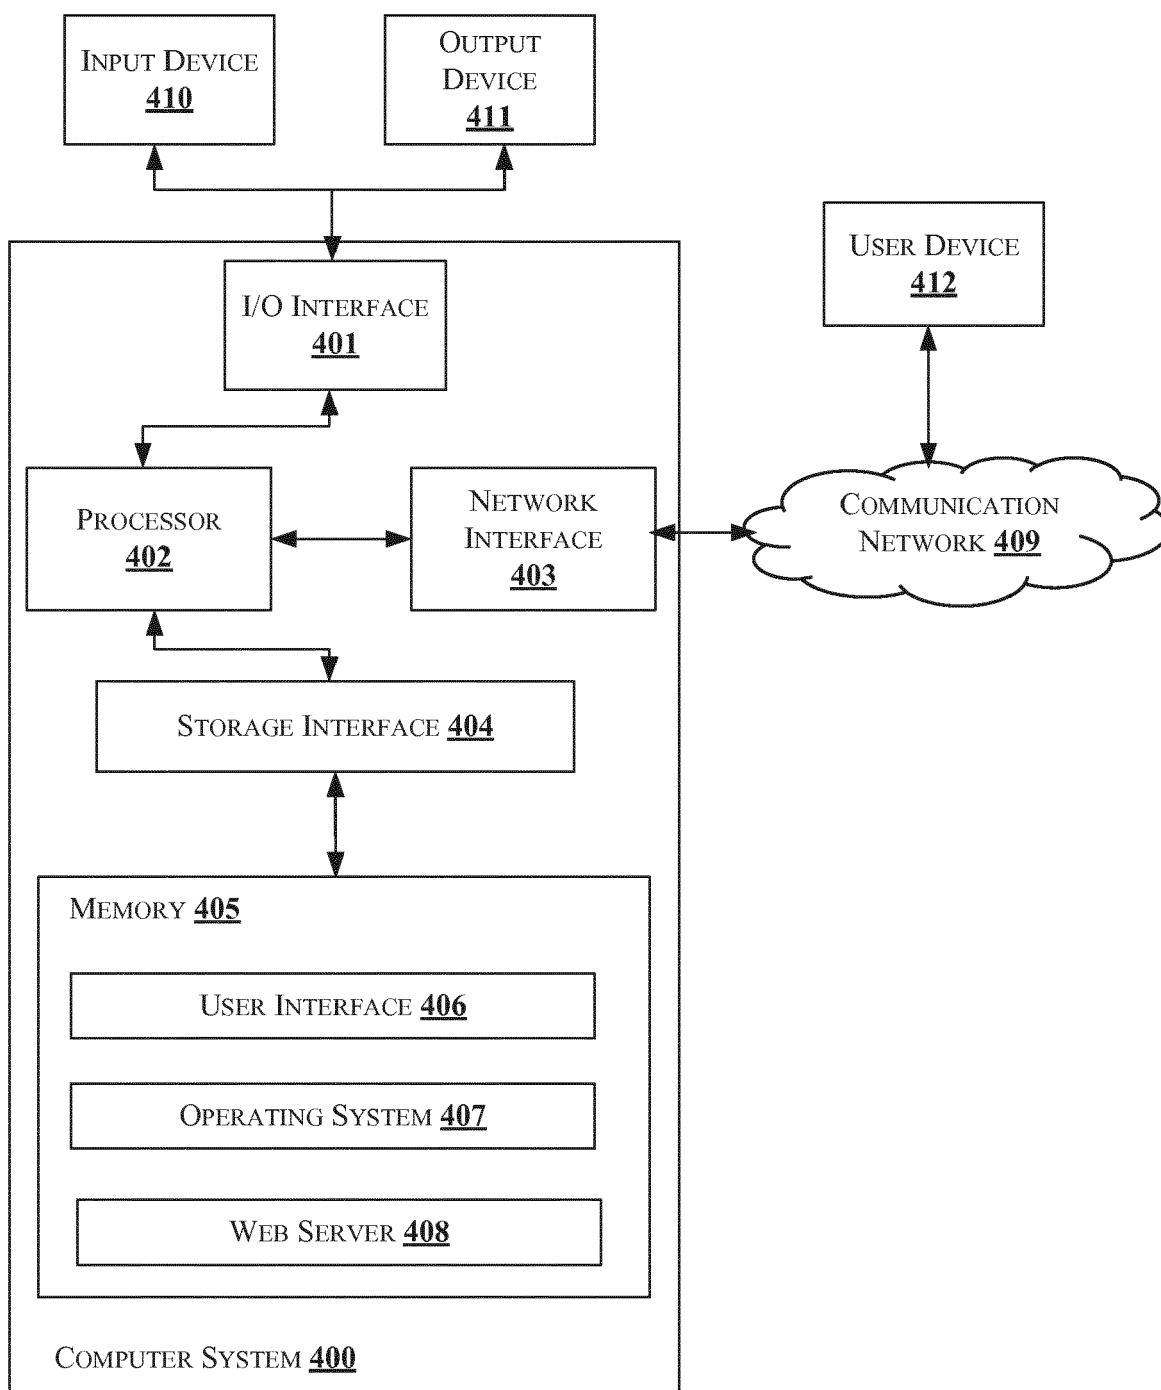 INPUT DEVICE
410
OUTPUT
DEVICE
411
I/O INTERFACE
401
USER DEVICE
412
PROCESSOR
402
NETWORK
INTERFACE
403
COMMUNICATION
NETWORK 409
STORAGE INTERFACE 404
MEMORY 405
USER INTERFACE 406
OPERATING SYSTEM 407
WEB SERVER 408
COMPUTER SYSTEM 400